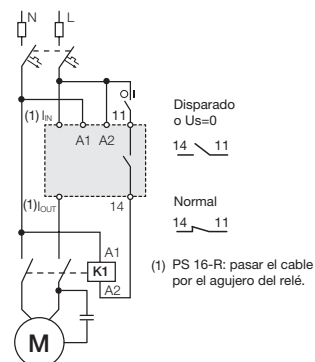 N L
O I
(1) I_IN 11
A1 A2
(1)I_OUT 14
A1
K1
A2
M
Disparado
o Us=0
14 11
Normal
14 11
(1) PS 16-R: pasar el cable
por el agujero del relé.